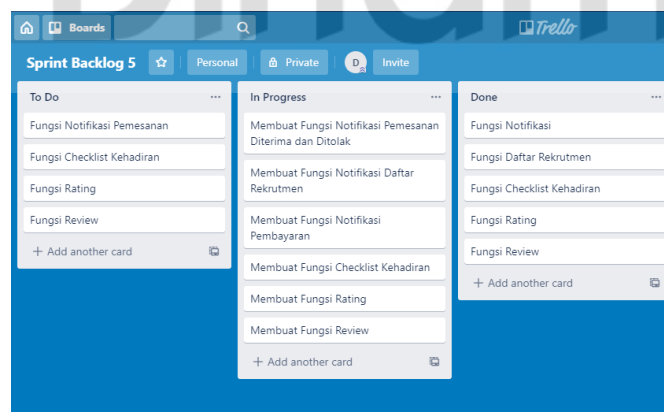 Boards
Trello
Sprint Backlog 5
Personal
Private
D
Invite
To Do
Fungsi Notifikasi Pemesanan
Fungsi Checklist Kehadiran
Fungsi Rating
Fungsi Review
+ Add another card
In Progress
Membuat Fungsi Notifikasi Pemesanan
Diterima dan Ditolak
Membuat Fungsi Notifikasi Daftar
Rekrutmen
Membuat Fungsi Notifikasi
Pembayaran
Membuat Fungsi Checklist Kehadiran
Membuat Fungsi Rating
Membuat Fungsi Review
+ Add another card
Done
Fungsi Notifikasi
Fungsi Daftar Rekrutmen
Fungsi Checklist Kehadiran
Fungsi Rating
Fungsi Review
+ Add another card